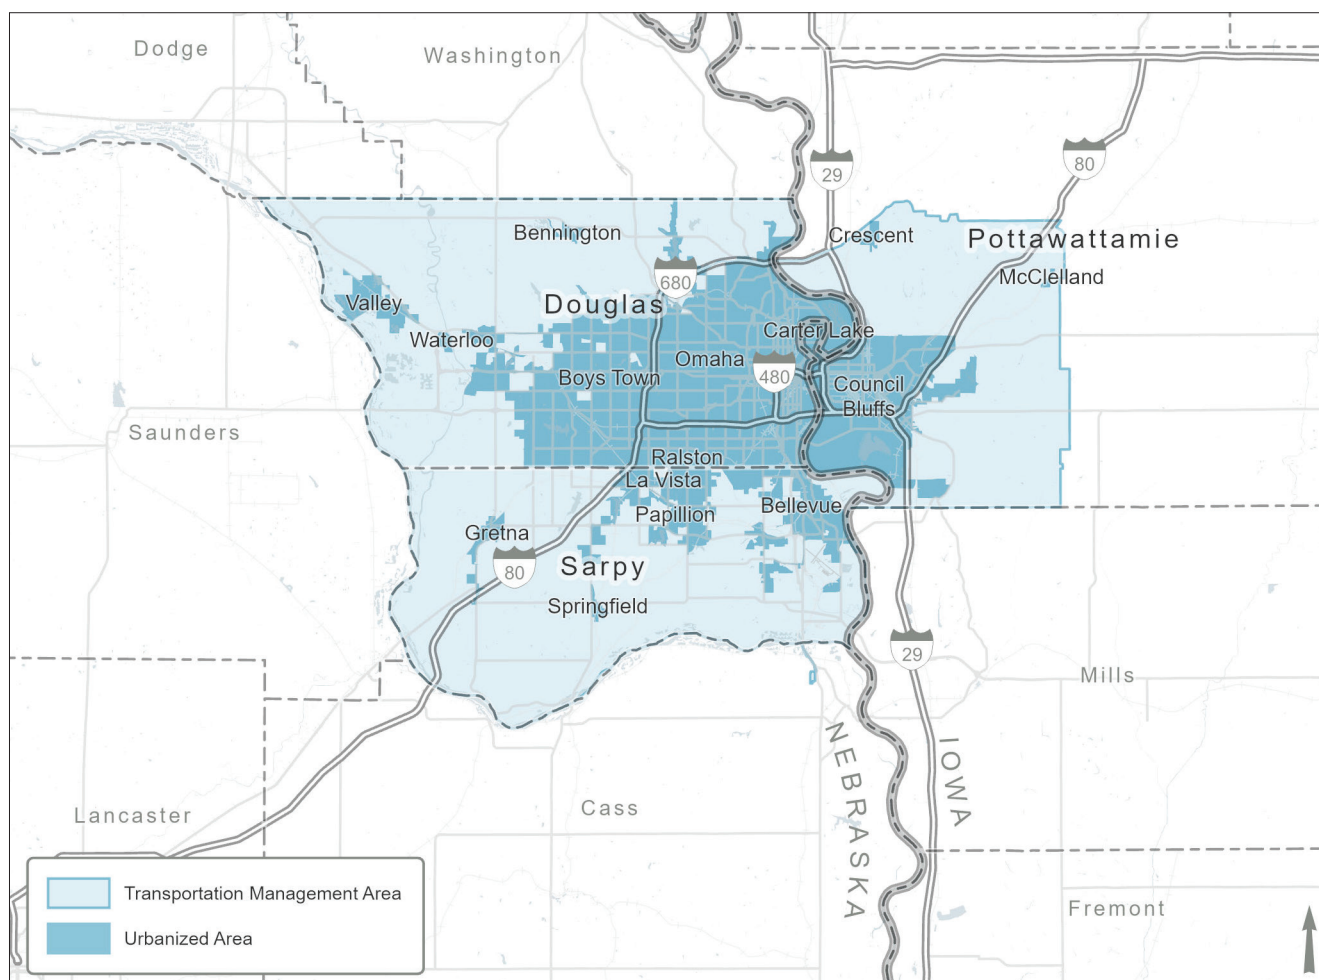 Dodge
Washington
29
80
Bennington
Crescent
Pottawattamie
McClelland
680
Douglas
Valley
Waterloo
Carter Lake
Omaha
480
Boys Town
Council
Bluffs
Saunders
Ralston
La Vista
Bellevue
Papillion
Gretna
80
Sarpy
Springfield
29
Mills
NEBRASKA
IOWA
Lancaster
Cass
Fremont
Transportation Management Area
Urbanized Area